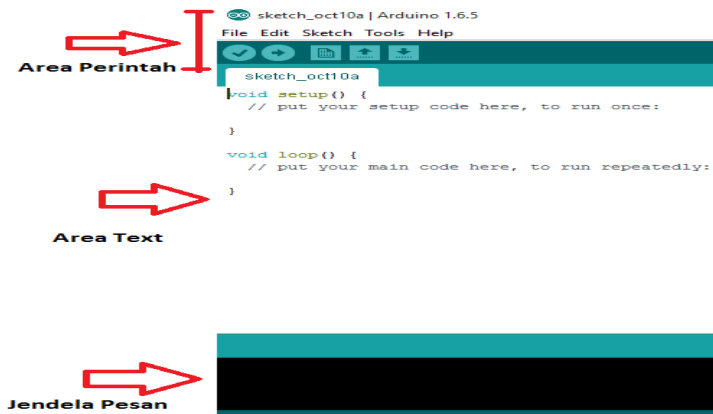 sketch_oct10a | Arduino 1.6.5
File Edit Sketch Tools Help
Area Perintah
sketch_oct10a
void setup() {
// put your setup code here, to run once:
}
void loop() {
// put your main code here, to run repeatedly:
}
Area Text
Jendela Pesan